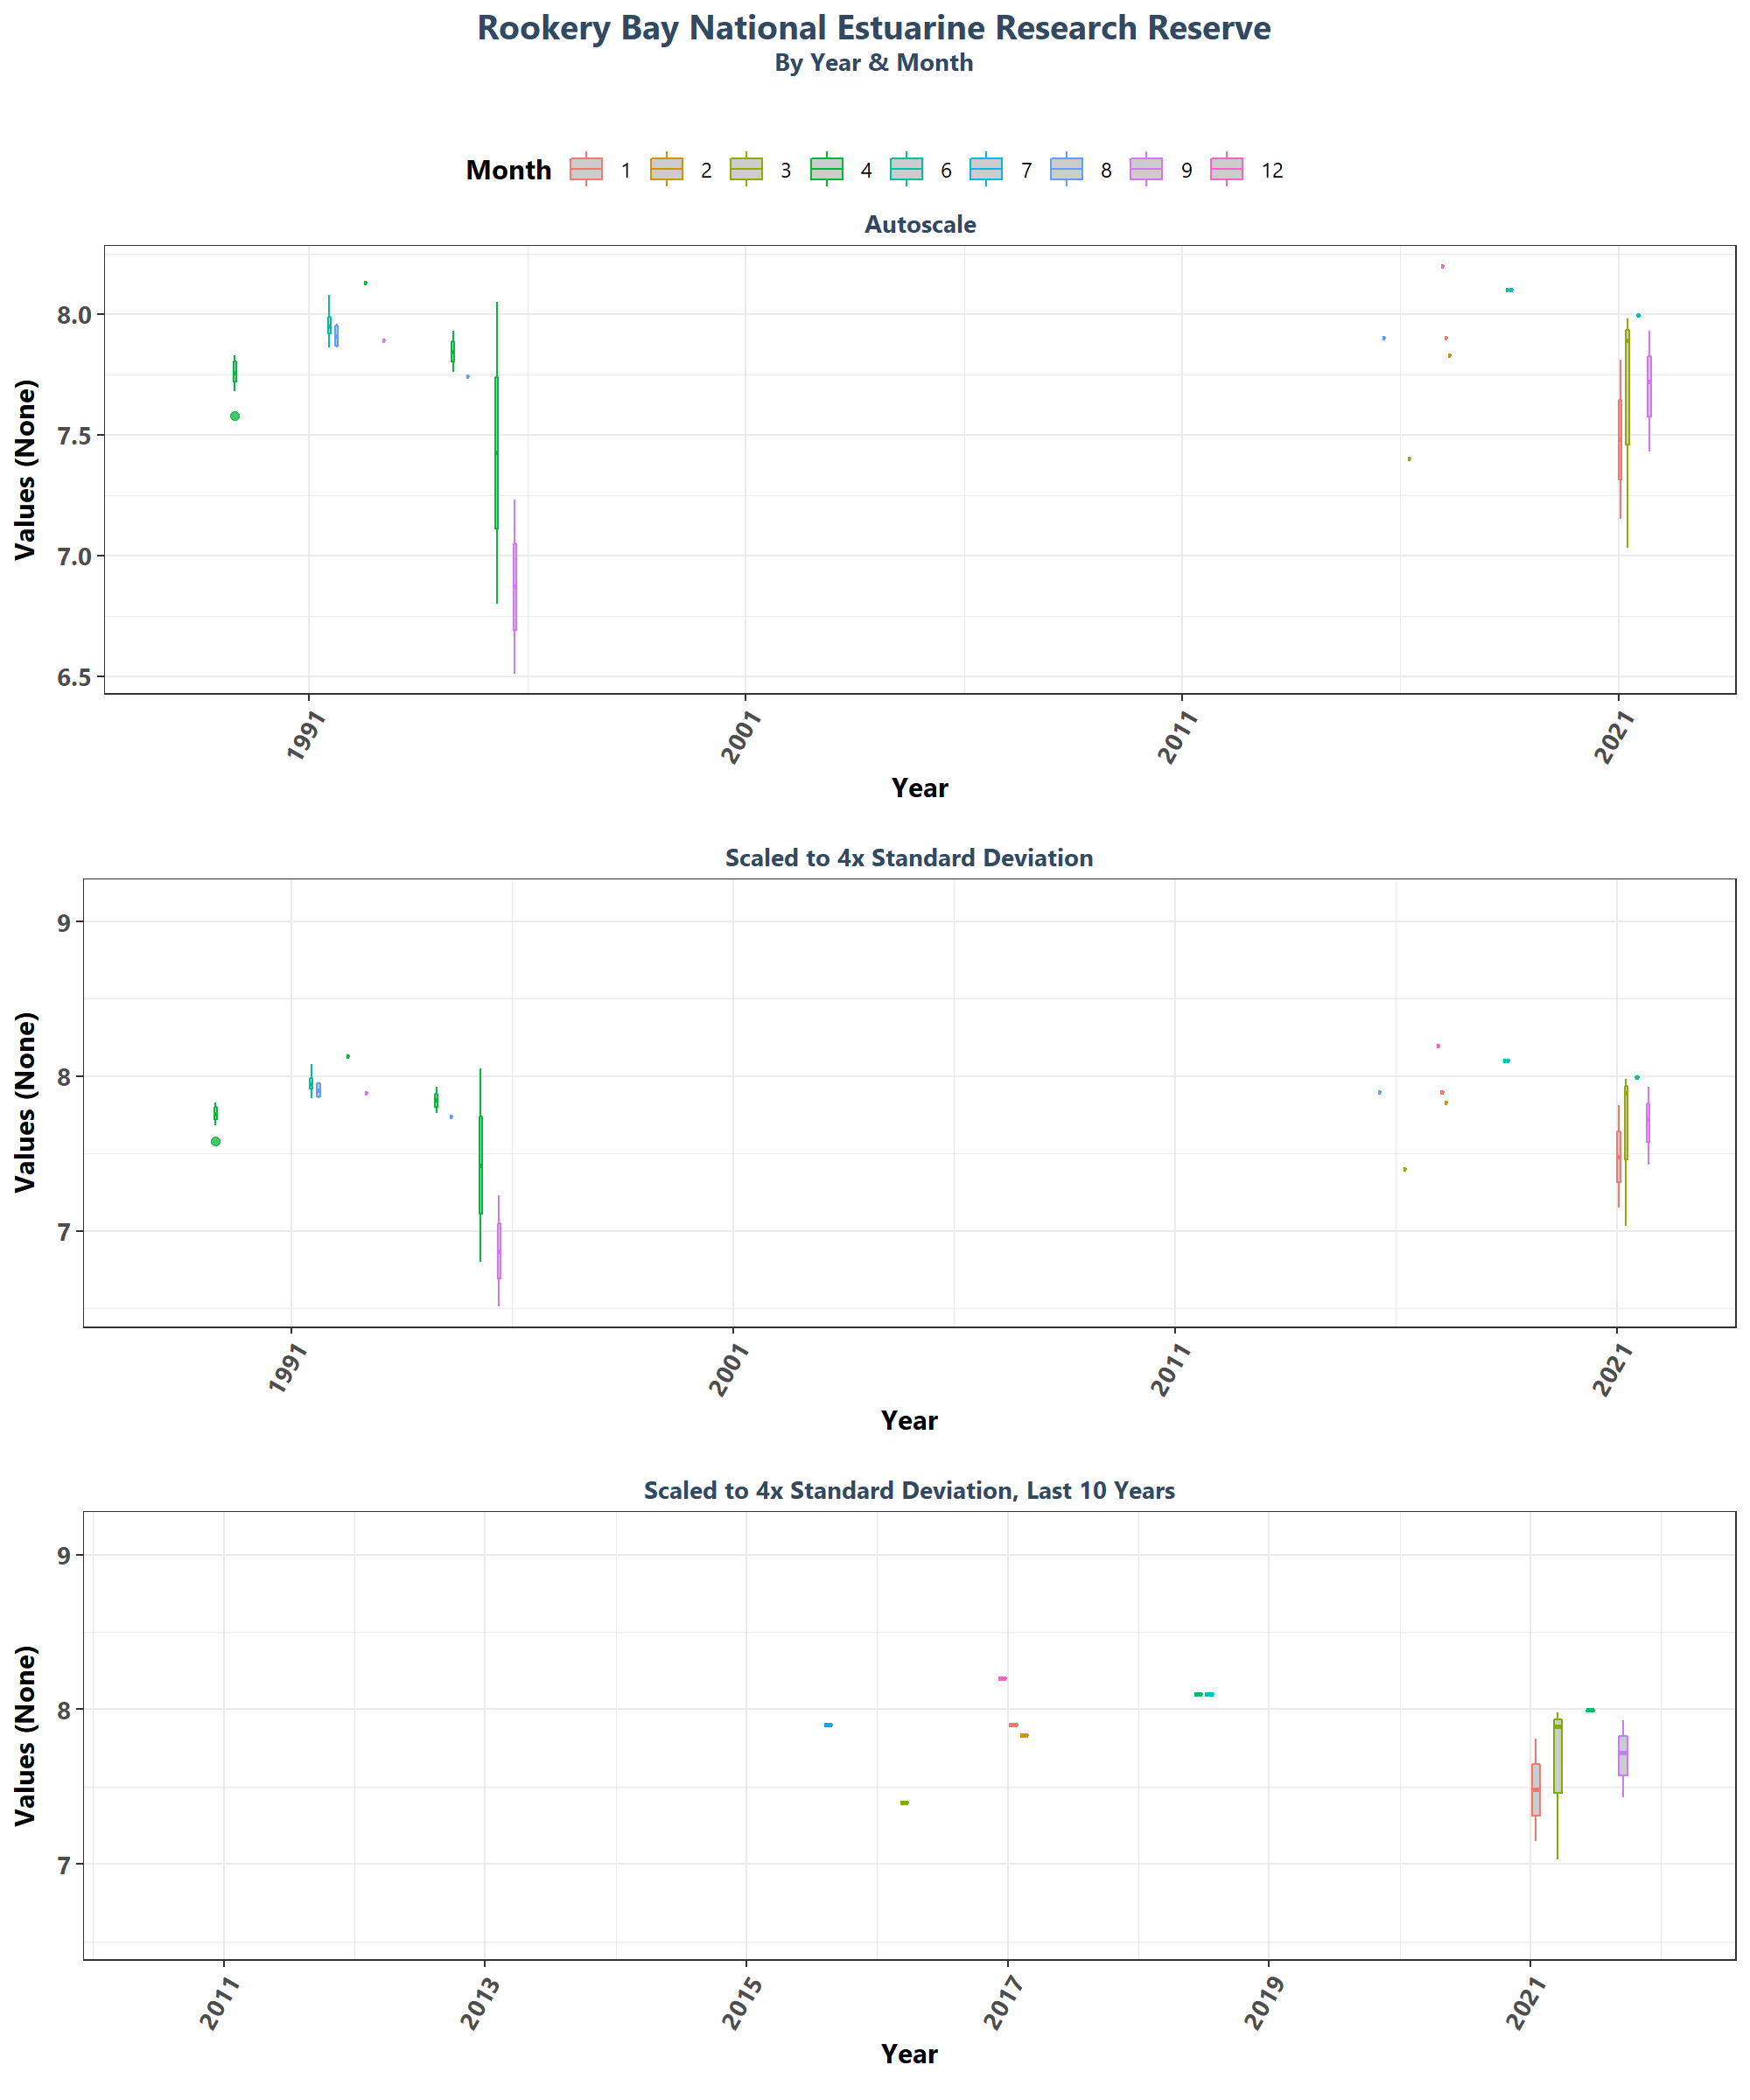 Rookery Bay National Estuarine Research Reserve
By Year & Month
Month 1 2 3 4 6 7 8 9 12
Autoscale
Values (None)
8.0
7.5
7.0
6.5
1991 2001 2011 2021
Year
Scaled to 4x Standard Deviation
Values (None)
9
8
7
1991 2001 2011 2021
Year
Scaled to 4x Standard Deviation, Last 10 Years
Values (None)
9
8
7
2011 2013 2015 2017 2019 2021
Year